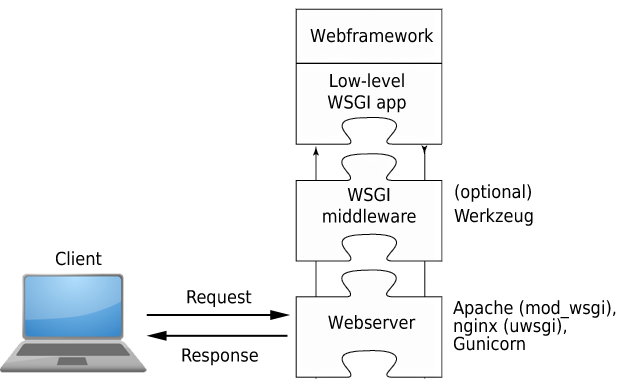 Webframework
Low-level
WSGI app
WSGI
middleware
(optional)
Werkzeug
Client
Request
Response
Webserver
Apache (mod_wsgi),
nginx (uwsgi),
Gunicorn